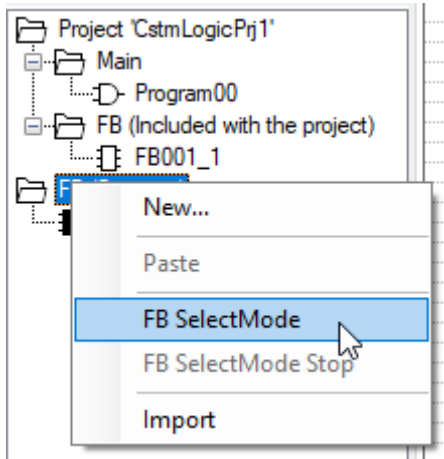 Project 'CstmLogicPrj1'
Main
Program00
FB (Included with the project)
FB001_1
New...
Paste
FB SelectMode
FB SelectMode Stop
Import